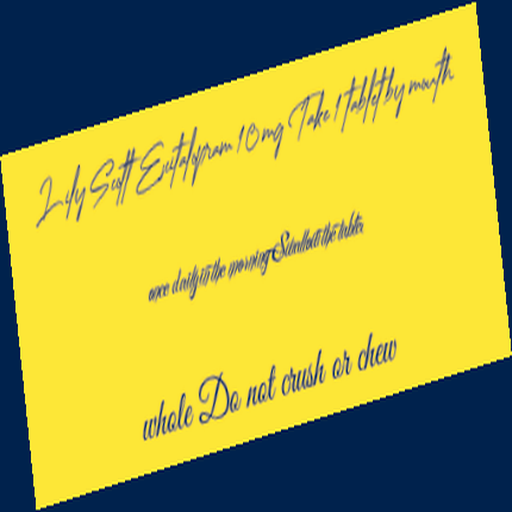 Lily Scott Escitalopram 10 mg Take 1 tablet by mouth
once daily in the morning Swallow the tablet
whole Do not crush or chew